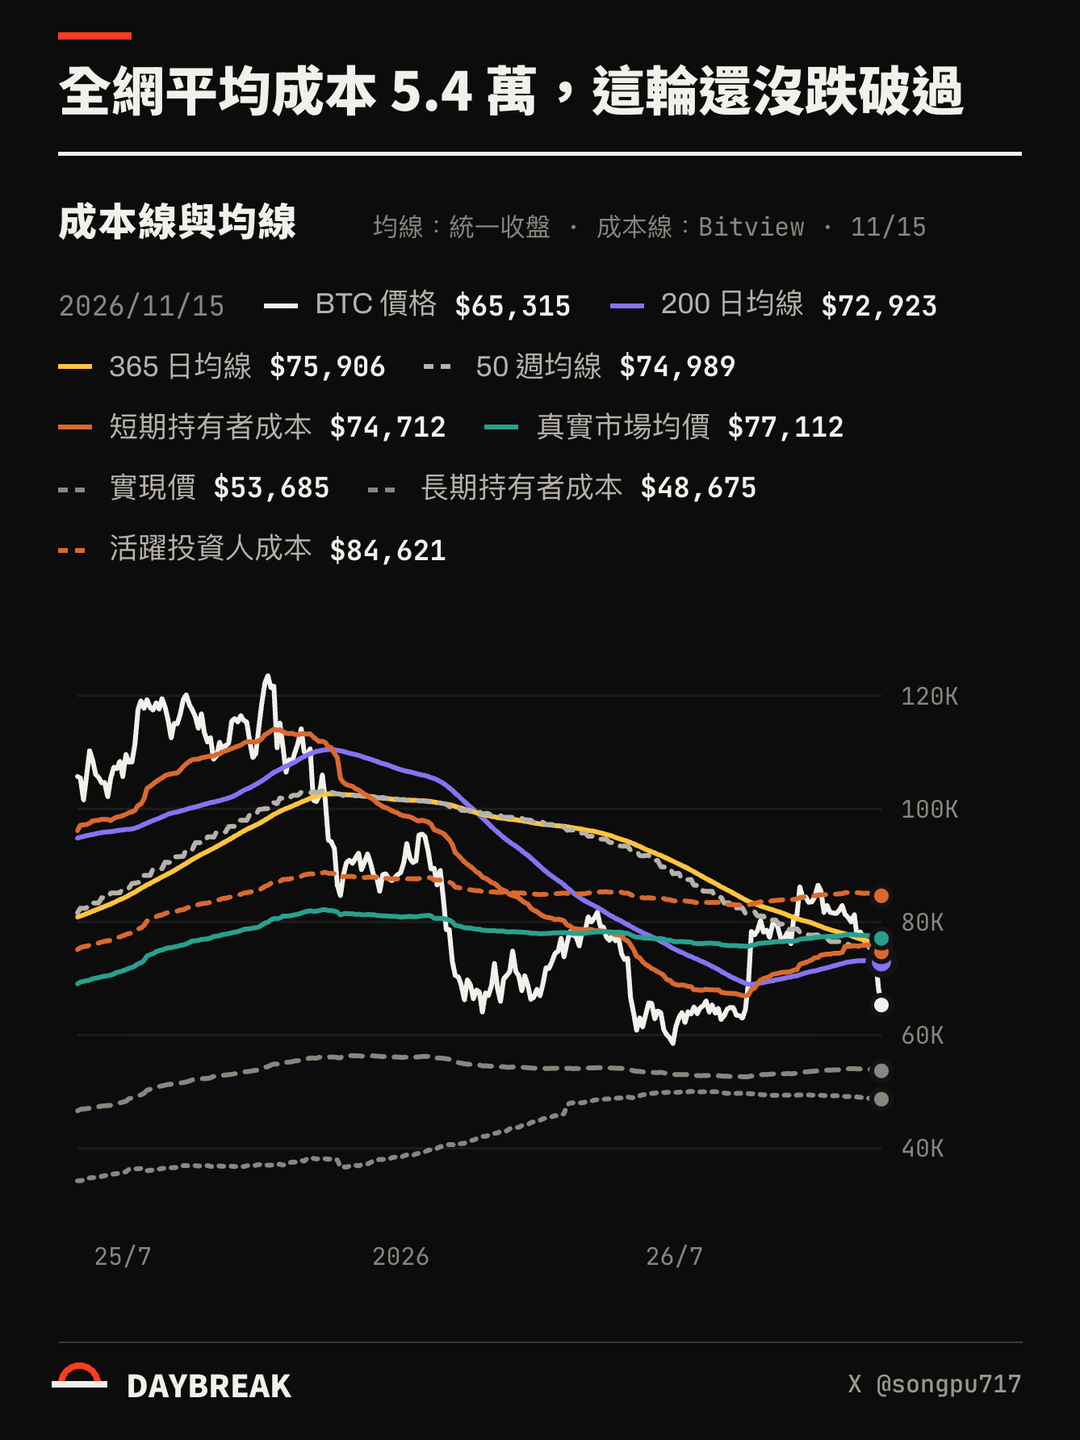 全網平均成本 5.4 萬，這輪還沒跌破過
成本線與均線 均線：統一收盤 · 成本線：Bitview · 11/15
2026/11/15 BTC 價格 $65,315 200 日均線 $72,923
365 日均線 $75,906 50 週均線 $74,989
短期持有者成本 $74,712 真實市場均價 $77,112
實現價 $53,685 長期持有者成本 $48,675
活躍投資人成本 $84,621
120K
100K
80K
60K
40K
25/7 2026 26/7
DAYBREAK X @songpu717